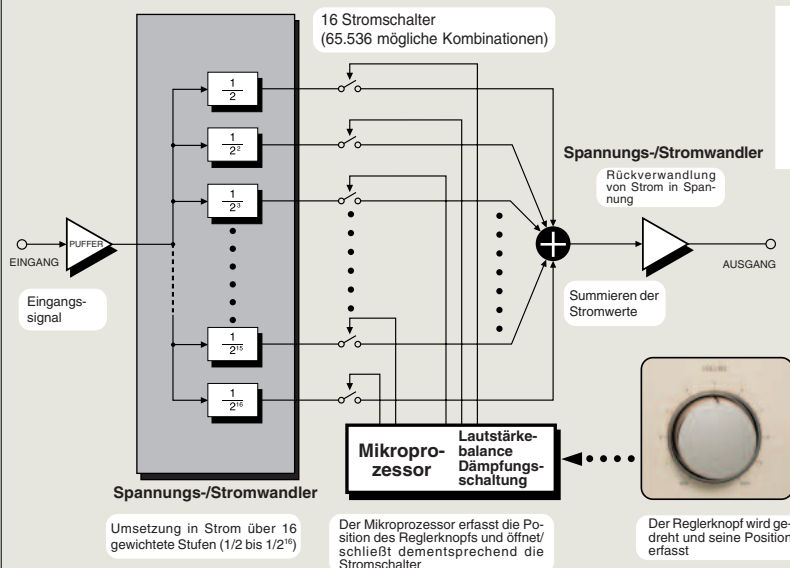 16 Stromschalter
(65.536 mögliche Kombinationen)
1
2
1
2²
1
2³
1
2¹⁵
1
2¹⁶
Spannungs-/Stromwandler
Rückverwandlung
von Strom in Span-
nung
PUFFER
EINGANG
AUSGANG
Eingangs-
signal
Summieren der
Stromwerte
Mikropro-
zessor
Lautstärke-
balance
Dämpfungs-
schaltung
Spannungs-/Stromwandler
Umsetzung in Strom über 16
gewichtete Stufen (1/2 bis 1/2¹⁶)
Der Mikroprozessor erfasst die Po-
sition des Reglerknopfs und öffnet/
schließt dementsprechend die
Stromschalter
VOLUME
Der Reglerknopf wird ge-
dreht und seine Position
erfasst